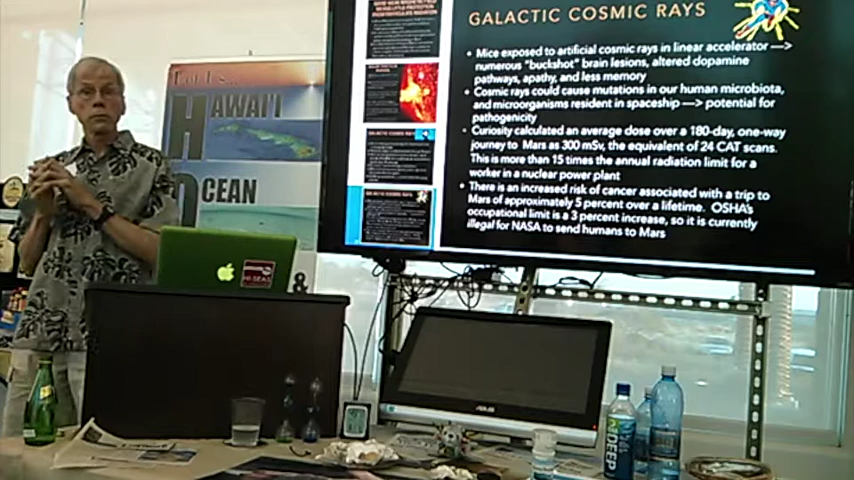 GALACTIC COSMIC RAYS
• Mice exposed to artificial cosmic rays in linear accelerator —>
numerous "buckshot" brain lesions, altered dopamine
pathways, apathy, and less memory
• Cosmic rays could cause mutations in our human microbiota,
and microorganisms resident in spaceship —> potential for
pathogenicity
• Curiosity calculated an average dose over a 180-day, one-way
journey to Mars as 300 mSv, the equivalent of 24 CAT scans.
This is more than 15 times the annual radiation limit for a
worker in a nuclear power plant
• There is an increased risk of cancer associated with a trip to
Mars of approximately 5 percent over a lifetime. OSHA's
occupational limit is a 3 percent increase, so it is currently
illegal for NASA to send humans to Mars
HAWAI'I
OCEAN
&
HI-SEAS
ASUS
DEEP